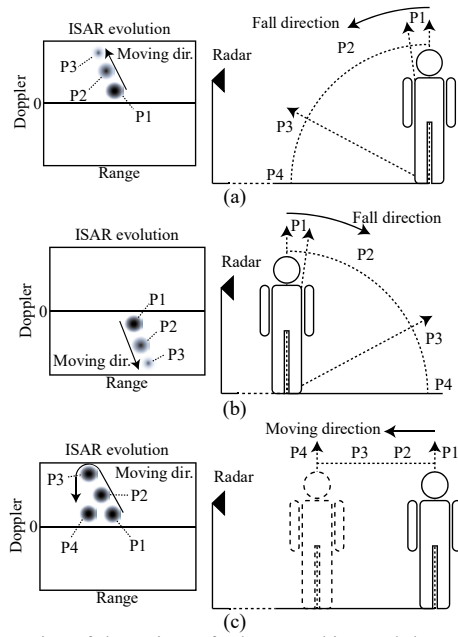 ISAR evolution
Moving dir.
P3
P2
P1
Doppler
0
Range
Fall direction
P1
P2
Radar
P3
P4
(a)
ISAR evolution
P1
P2
P3
Moving dir.
Doppler
0
Range
Fall direction
P1
P2
Radar
P3
P4
(b)
ISAR evolution
Moving dir.
P3
P2
P4
P1
Doppler
0
Range
Moving direction
P4
P3
P2
P1
Radar
(c)